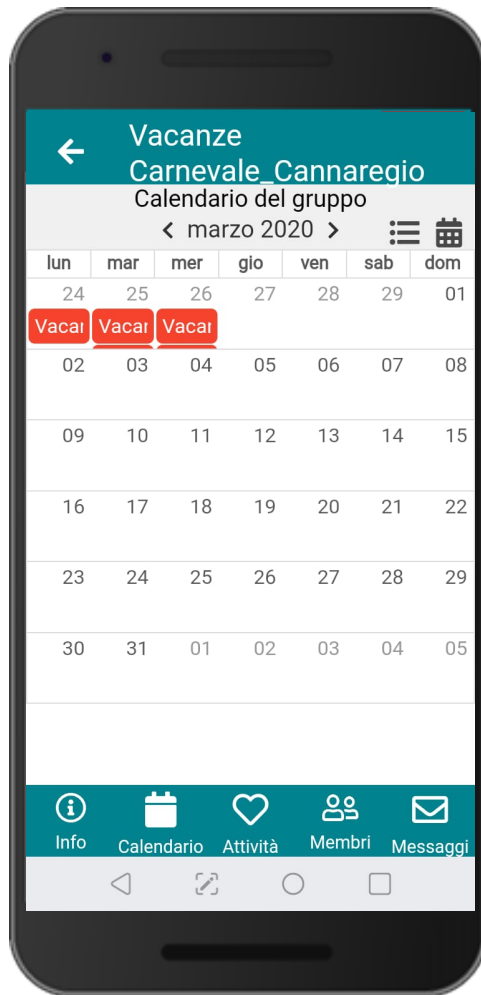 Vacanze
Carnevale_Cannaregio
Calendario del gruppo
marzo 2020
lun mar mer gio ven sab dom
24 25 26 27 28 29 01
Vacar Vacar Vacar
02 03 04 05 06 07 08
09 10 11 12 13 14 15
16 17 18 19 20 21 22
23 24 25 26 27 28 29
30 31 01 02 03 04 05
Info Calendario Attività Membri Messaggi